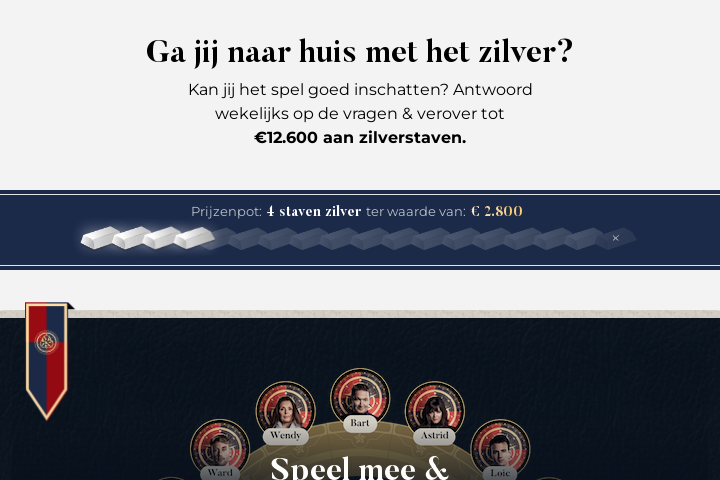 Ga jij naar huis met het zilver?
Kan jij het spel goed inschatten? Antwoord
wekelijks op de vragen & verover tot
€12.600 aan zilverstaven.
Prijzenpot: 4 staven zilver ter waarde van: € 2.800
Bart
Wendy
Astrid
Ward
Loic
Speel mee &